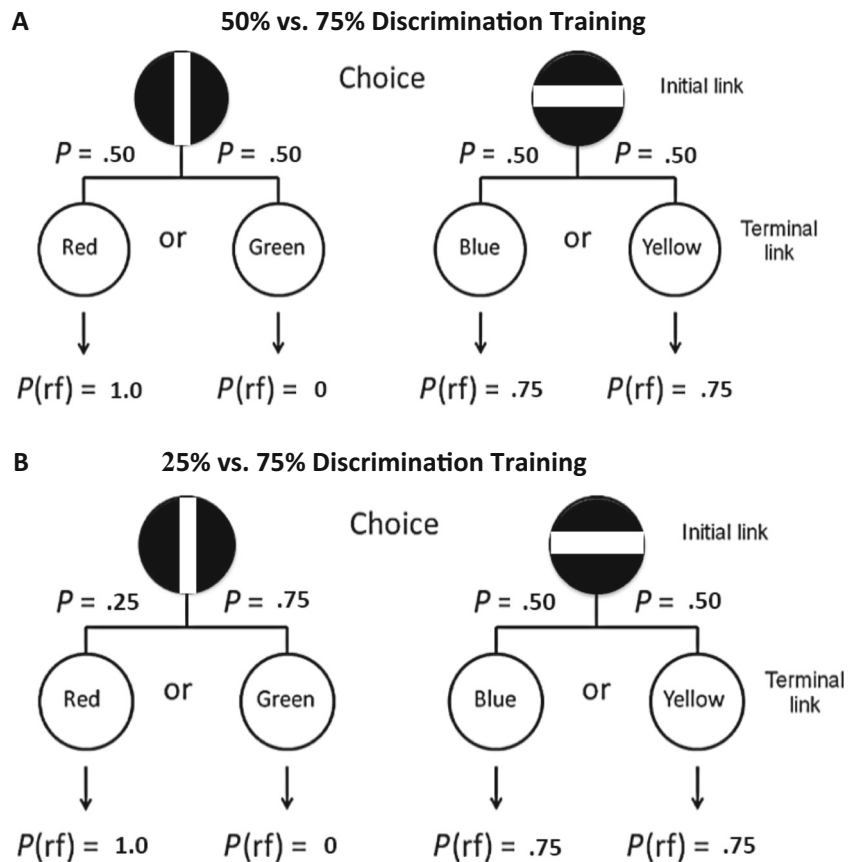 A 50% vs. 75% Discrimination Training
Choice Initial link
P = .50 P = .50 P = .50 P = .50
Red or Green Blue or Yellow Terminal link
P(rf) = 1.0 P(rf) = 0 P(rf) = .75 P(rf) = .75
B 25% vs. 75% Discrimination Training
Choice Initial link
P = .25 P = .75 P = .50 P = .50
Red or Green Blue or Yellow Terminal link
P(rf) = 1.0 P(rf) = 0 P(rf) = .75 P(rf) = .75